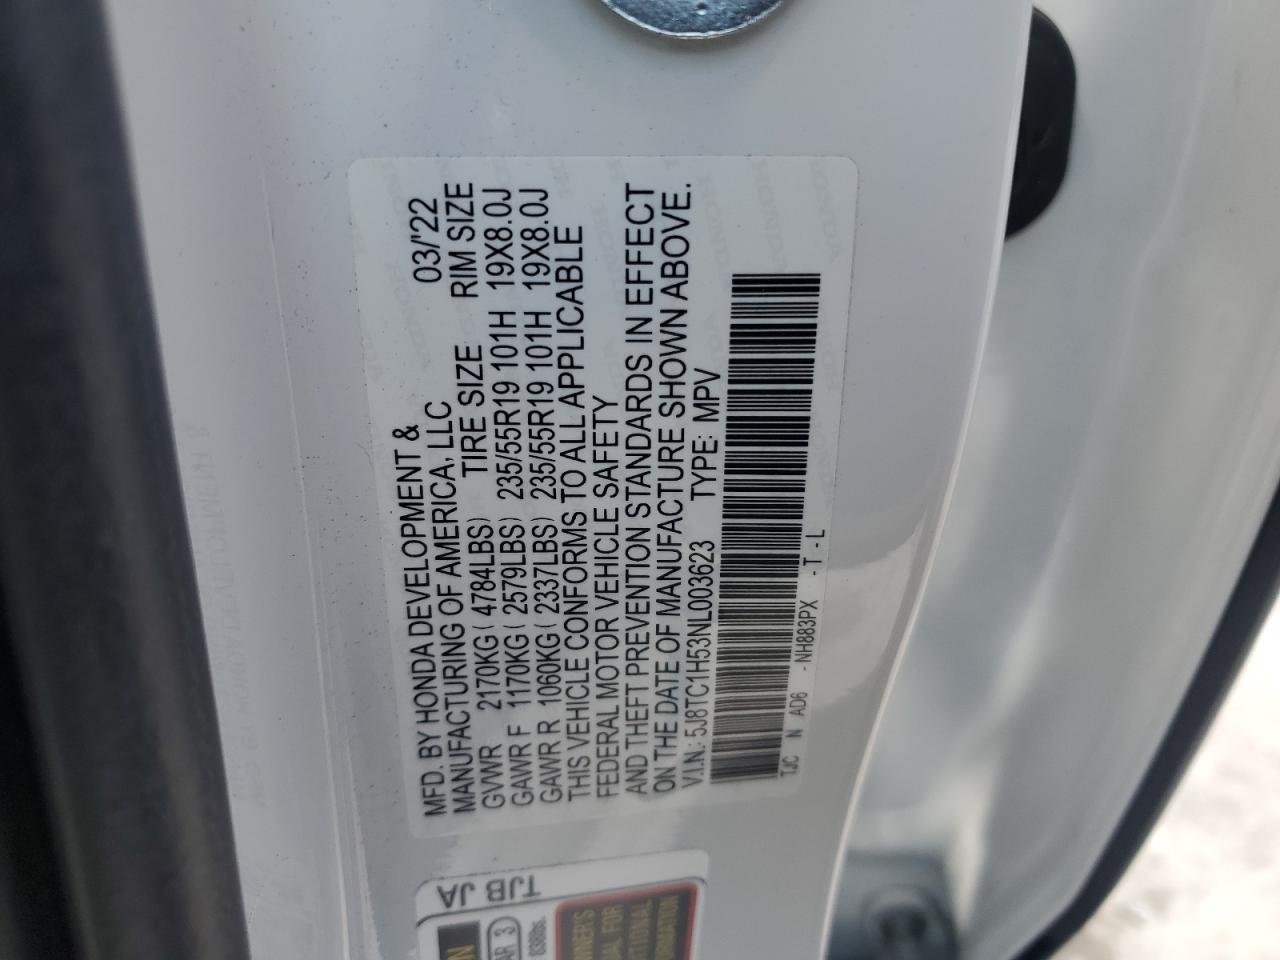 MFD. BY HONDA DEVELOPMENT &
MANUFACTURING OF AMERICA, LLC 03/'22
GVWR 2170KG ( 4784LBS) TIRE SIZE RIM SIZE
GAWR F 1170KG ( 2579LBS) 235/55R19 101H 19X8.0J
GAWR R 1060KG ( 2337LBS) 235/55R19 101H 19X8.0J
THIS VEHICLE CONFORMS TO ALL APPLICABLE
FEDERAL MOTOR VEHICLE SAFETY
AND THEFT PREVENTION STANDARDS IN EFFECT
ON THE DATE OF MANUFACTURE SHOWN ABOVE.
V.I.N.: 5J8TC1H53NL003623 TYPE: MPV
TJC N AD6 - NH883PX - T - L
TJB JA